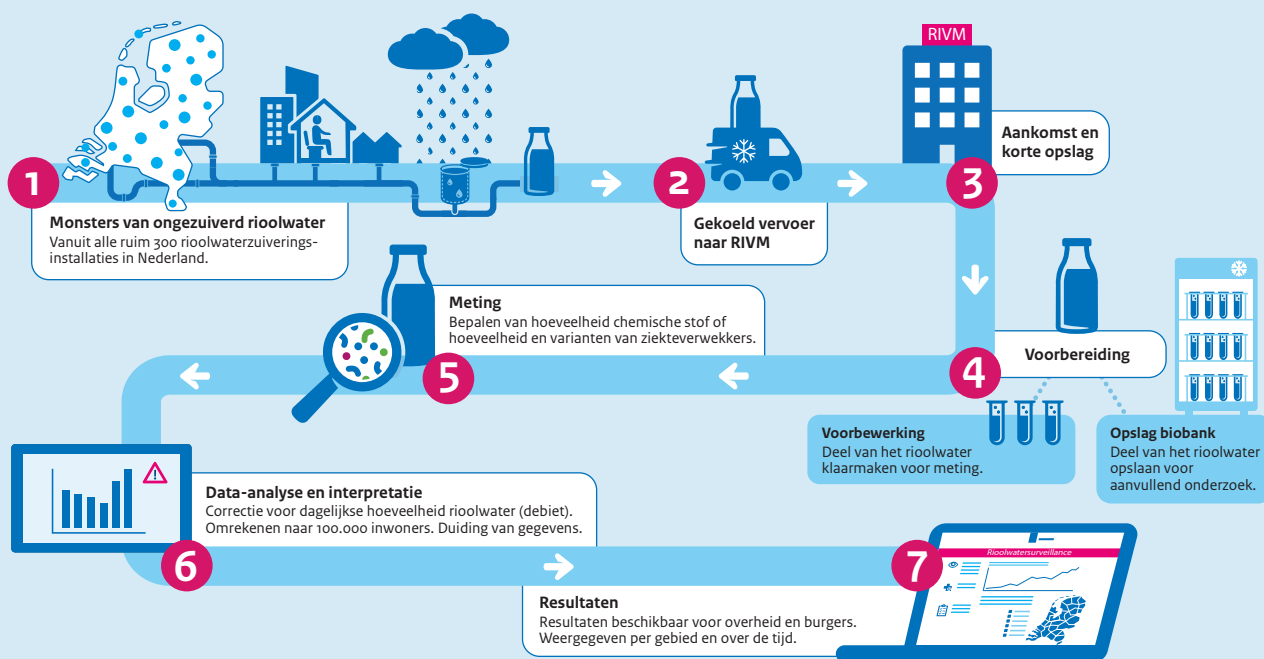 1
Monsters van ongezuiverd rioolwater
Vanuit alle ruim 300 rioolwaterzuiverings-
installaties in Nederland.
2
Gekoeld vervoer
naar RIVM
RIVM
3
Aankomst en
korte opslag
4
Voorbereiding
Voorbewerking
Deel van het rioolwater
klaarmaken voor meting.
Opslag biobank
Deel van het rioolwater
opslaan voor
aanvullend onderzoek.
5
Meting
Bepalen van hoeveelheid chemische stof of
hoeveelheid en varianten van ziekteverwekkers.
6
Data-analyse en interpretatie
Correctie voor dagelijkse hoeveelheid rioolwater (debiet).
Omrekenen naar 100.000 inwoners. Duiding van gegevens.
7
Rioolwatersurveillance
Resultaten
Resultaten beschikbaar voor overheid en burgers.
Weergegeven per gebied en over de tijd.